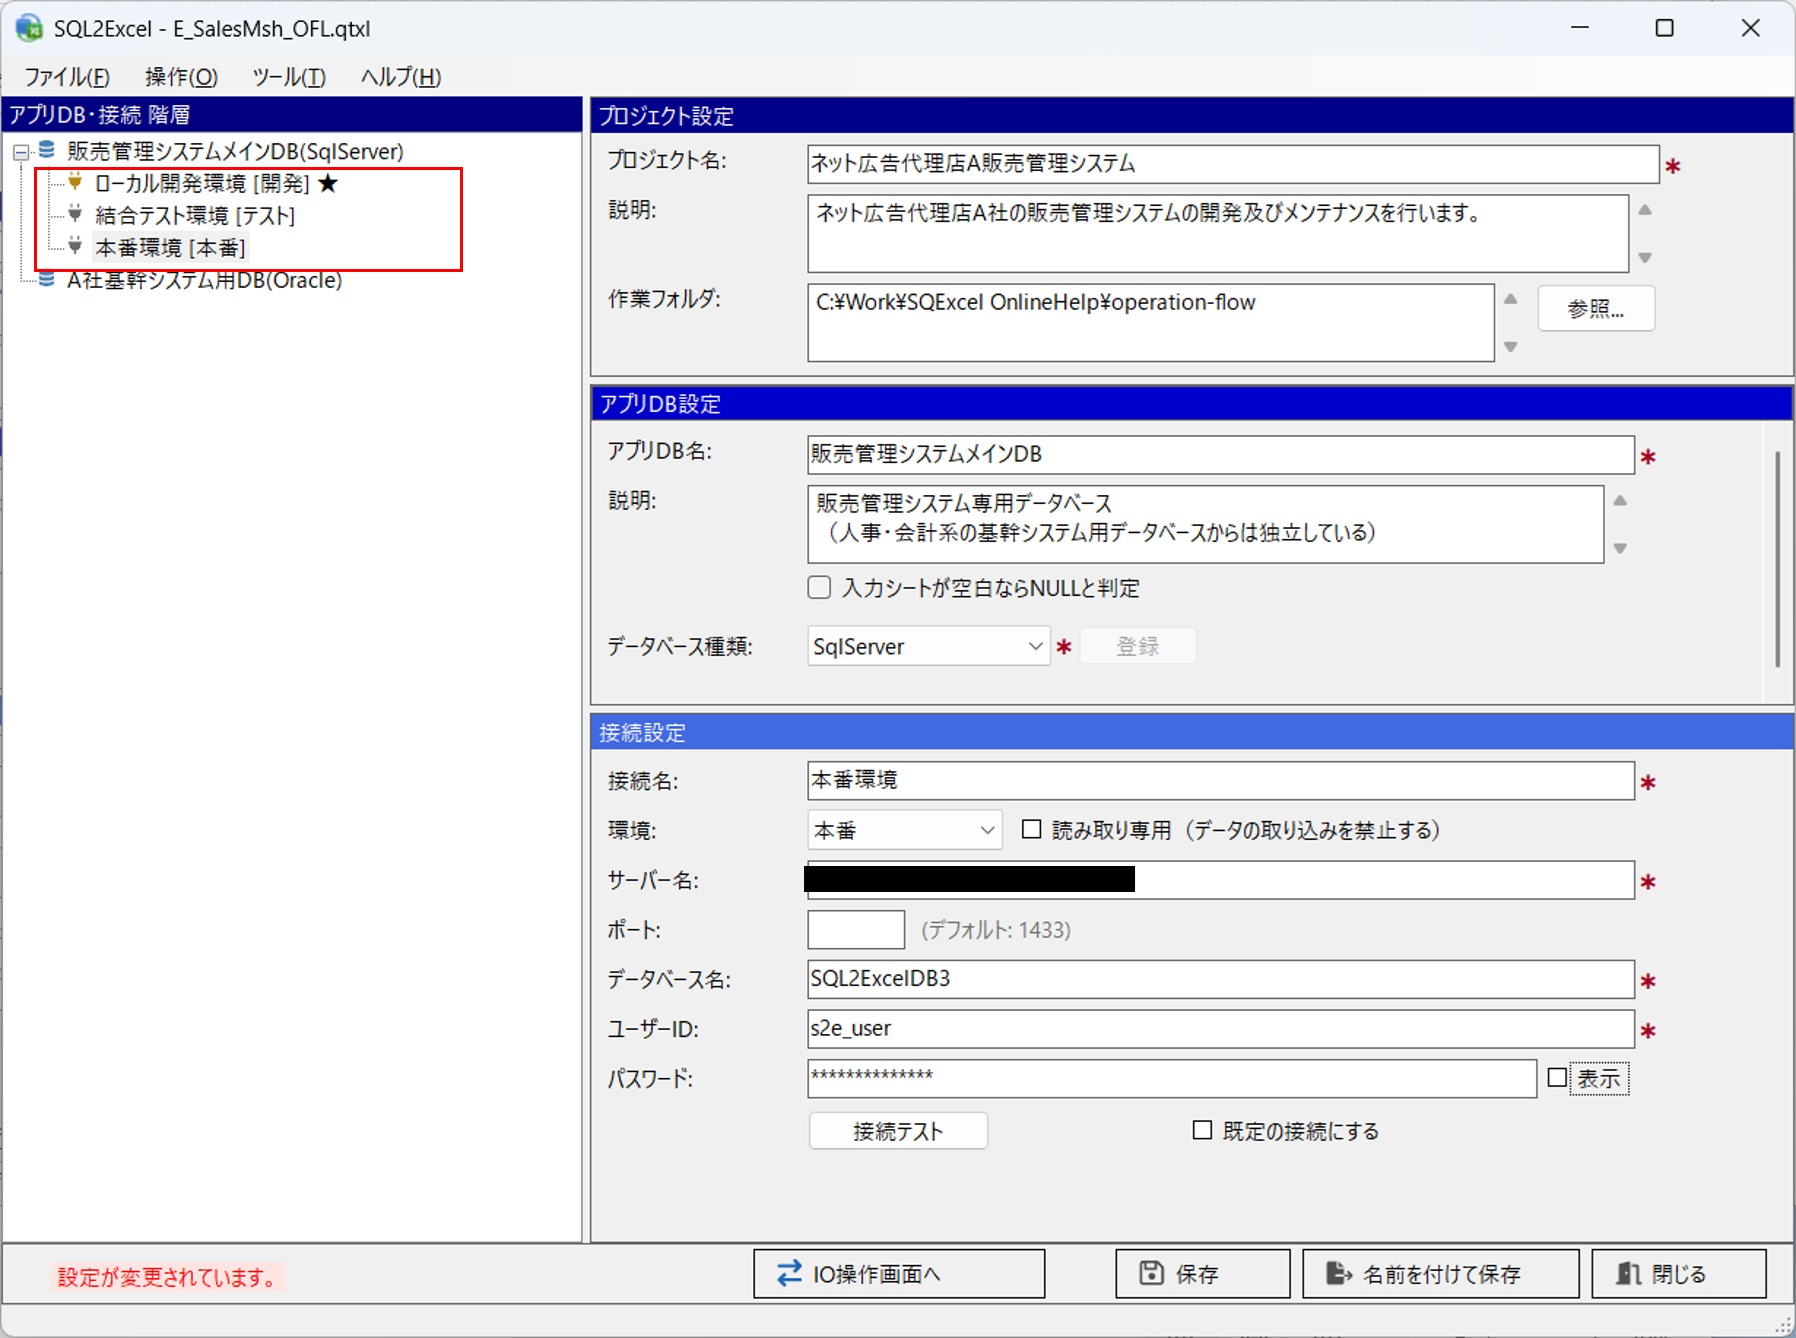 SQL2Excel - E_SalesMsh_OFL.qtxl
ファイル(F) 操作(O) ツール(T) ヘルプ(H)
アプリDB・接続 階層
販売管理システムメインDB(SqlServer)
ローカル開発環境 [開発] ★
結合テスト環境 [テスト]
本番環境 [本番]
A社基幹システム用DB(Oracle)
プロジェクト設定
プロジェクト名: ネット広告代理店A販売管理システム *
説明: ネット広告代理店A社の販売管理システムの開発及びメンテナンスを行います。
作業フォルダ: C:¥Work¥SQExcel OnlineHelp¥operation-flow 参照...
アプリDB設定
アプリDB名: 販売管理システムメインDB *
説明: 販売管理システム専用データベース
（人事・会計系の基幹システム用データベースからは独立している）
入力シートが空白ならNULLと判定
データベース種類: SqlServer * 登録
接続設定
接続名: 本番環境 *
環境: 本番 読み取り専用（データの取り込みを禁止する）
サーバー名: *
ポート: (デフォルト: 1433)
データベース名: SQL2ExcelDB3 *
ユーザーID: s2e_user *
パスワード: ************** 表示
接続テスト 既定の接続にする
設定が変更されています。 IO操作画面へ 保存 名前を付けて保存 閉じる